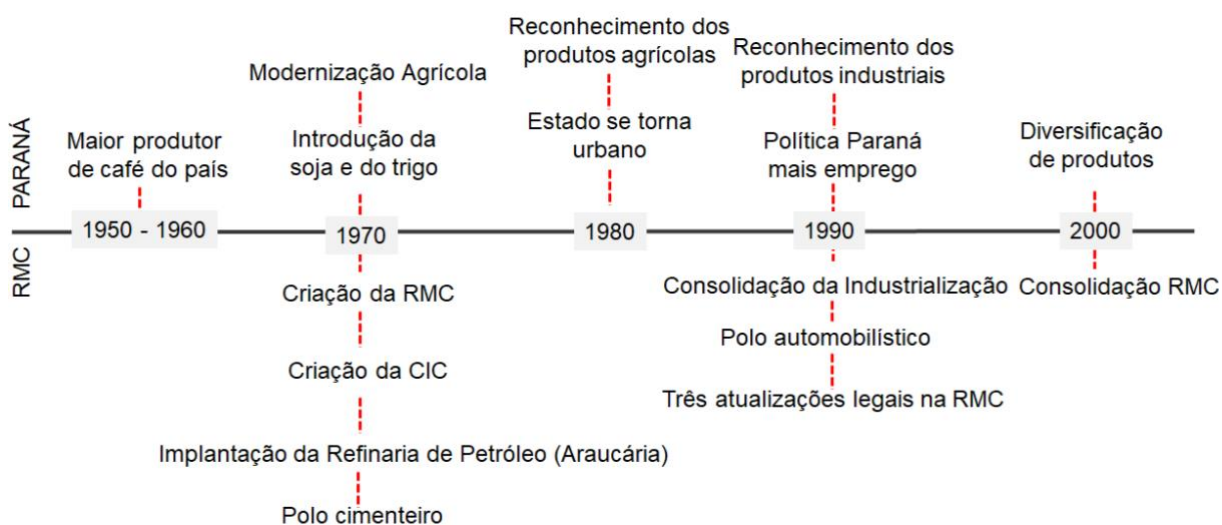 PARANÁ
Maior produtor
de café do país
Modernização Agrícola
Introdução da
soja e do trigo
Reconhecimento dos
produtos agrícolas
Estado se torna
urbano
Reconhecimento dos
produtos industriais
Política Paraná
mais emprego
Diversificação
de produtos
1950 - 1960
1970
1980
1990
2000
RMC
Criação da RMC
Criação da CIC
Implantação da Refinaria de Petróleo (Araucária)
Polo cimenteiro
Consolidação da Industrialização
Polo automobilístico
Três atualizações legais na RMC
Consolidação RMC